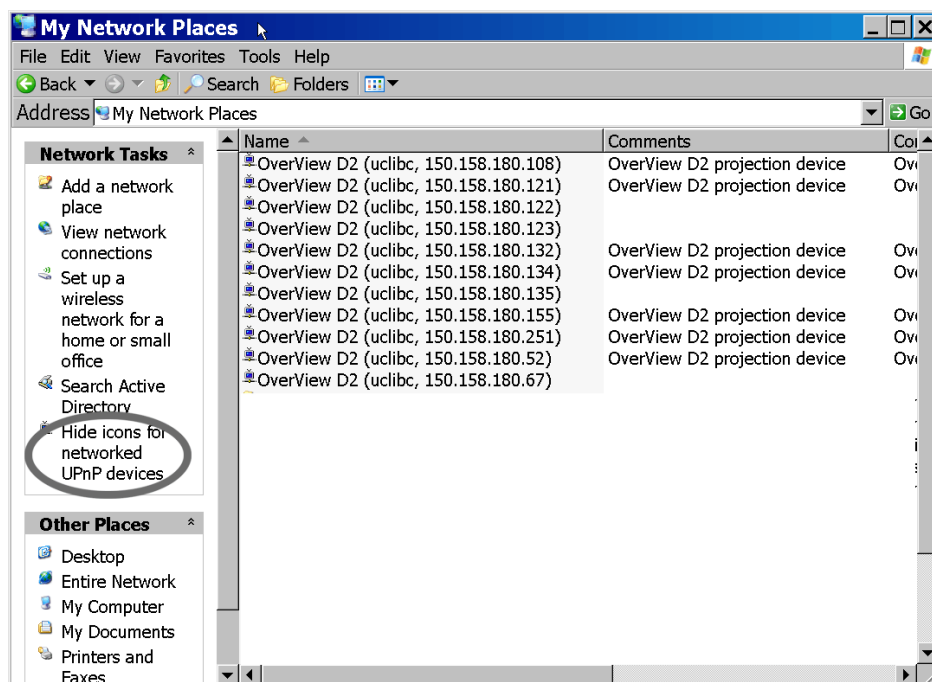 My Network Places
File Edit View Favorites Tools Help
Back Search Folders
Address My Network Places Go
Network Tasks
Add a network
place
View network
connections
Set up a
wireless
network for a
home or small
office
Search Active
Directory
Hide icons for
networked
UPnP devices
Other Places
Desktop
Entire Network
My Computer
My Documents
Printers and
Faxes
Name Comments
OverView D2 (uclibc, 150.158.180.108) OverView D2 projection device
OverView D2 (uclibc, 150.158.180.121) OverView D2 projection device
OverView D2 (uclibc, 150.158.180.122)
OverView D2 (uclibc, 150.158.180.123)
OverView D2 (uclibc, 150.158.180.132) OverView D2 projection device
OverView D2 (uclibc, 150.158.180.134) OverView D2 projection device
OverView D2 (uclibc, 150.158.180.135)
OverView D2 (uclibc, 150.158.180.155) OverView D2 projection device
OverView D2 (uclibc, 150.158.180.251) OverView D2 projection device
OverView D2 (uclibc, 150.158.180.52) OverView D2 projection device
OverView D2 (uclibc, 150.158.180.67)